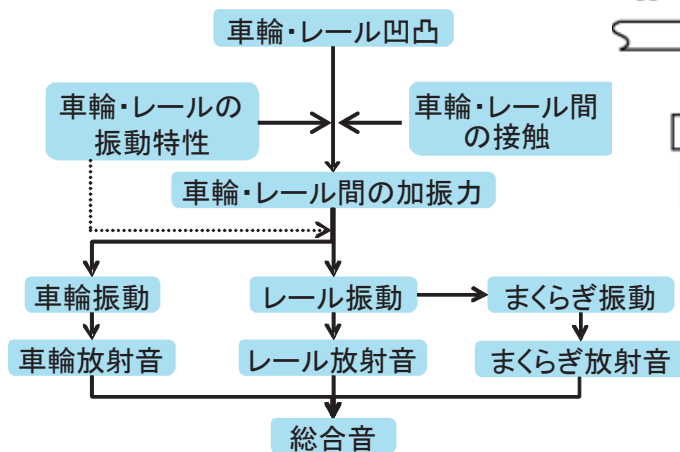 車輪・レール凹凸
車輪・レールの
振動特性
車輪・レール間
の接触
車輪・レール間の加振力
車輪振動
レール振動
まくらぎ振動
車輪放射音
レール放射音
まくらぎ放射音
総合音